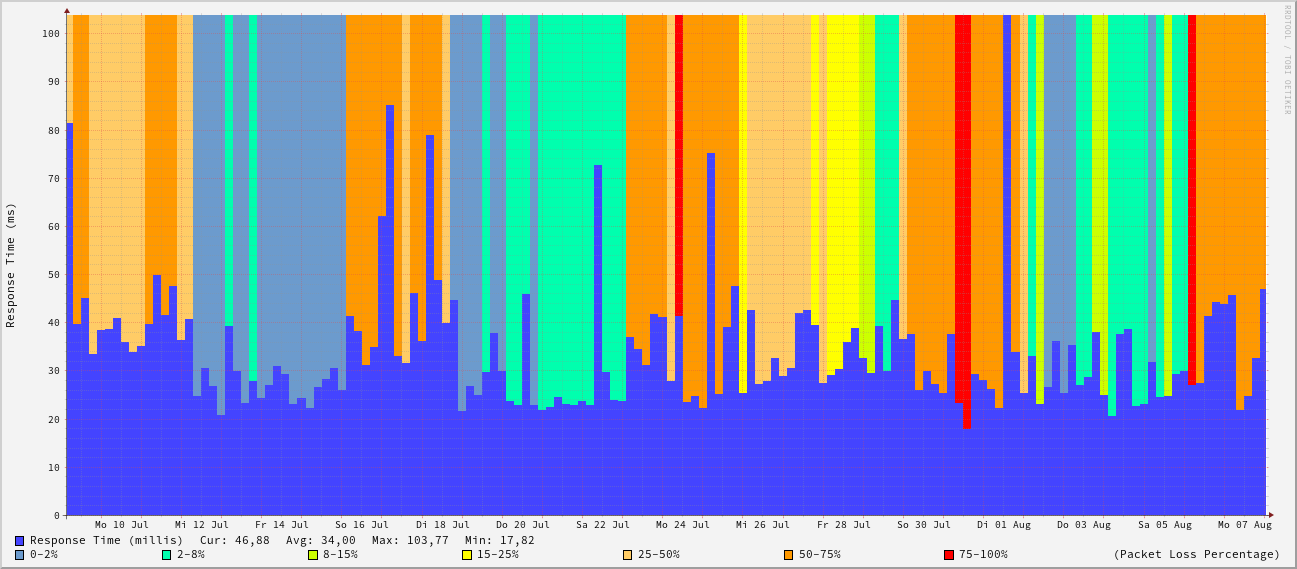 RRDTOOL / TOBI OETIKER
Response Time (ms)
100
90
80
70
60
50
40
30
20
10
0
Mo 10 Jul Mi 12 Jul Fr 14 Jul So 16 Jul Di 18 Jul Do 20 Jul Sa 22 Jul Mo 24 Jul Mi 26 Jul Fr 28 Jul So 30 Jul Di 01 Aug Do 03 Aug Sa 05 Aug Mo 07 Aug
Response Time (millis) Cur: 46,88 Avg: 34,00 Max: 103,77 Min: 17,82
0-2% 2-8% 8-15% 15-25% 25-50% 50-75% 75-100% (Packet Loss Percentage)